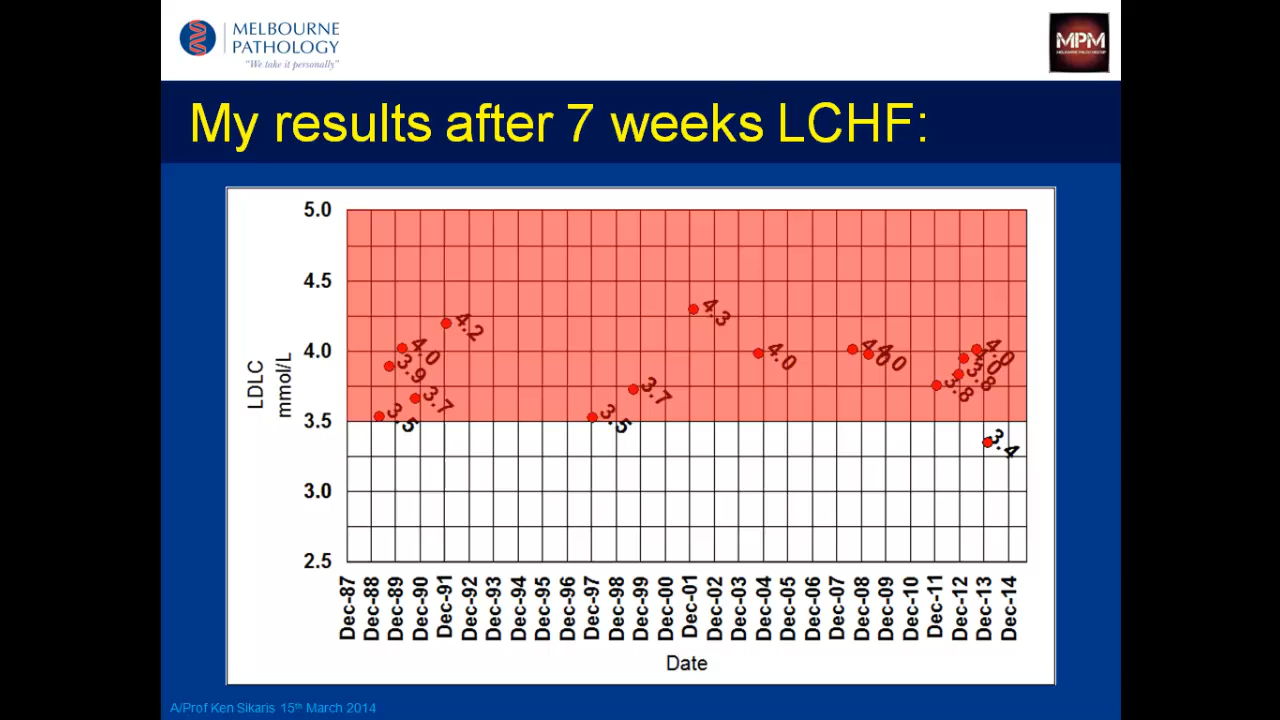 MELBOURNE
PATHOLOGY
"We take it personally"
MPM
My results after 7 weeks LCHF:
5.0
4.5
4.0
3.5
3.0
2.5
LDLC
mmol/L
3.5
3.9
4.0
3.7
4.2
3.5
3.7
4.3
4.0
4.0
4.0
3.8
3.8
4.0
4.0
3.4
Dec-87
Dec-88
Dec-89
Dec-90
Dec-91
Dec-92
Dec-93
Dec-94
Dec-95
Dec-96
Dec-97
Dec-98
Dec-99
Dec-00
Dec-01
Dec-02
Dec-03
Dec-04
Dec-05
Dec-06
Dec-07
Dec-08
Dec-09
Dec-10
Dec-11
Dec-12
Dec-13
Dec-14
Date
A/Prof Ken Sikaris 15th March 2014